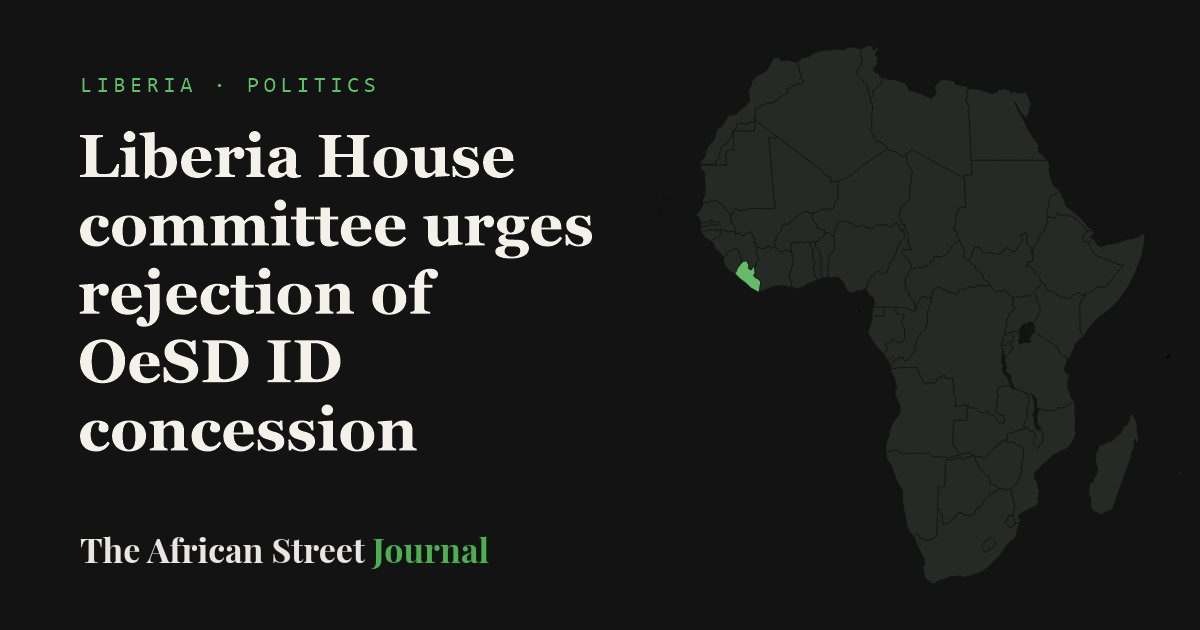 LIBERIA · POLITICS
Liberia House
committee urges
rejection of
OeSD ID
concession
The African Street Journal